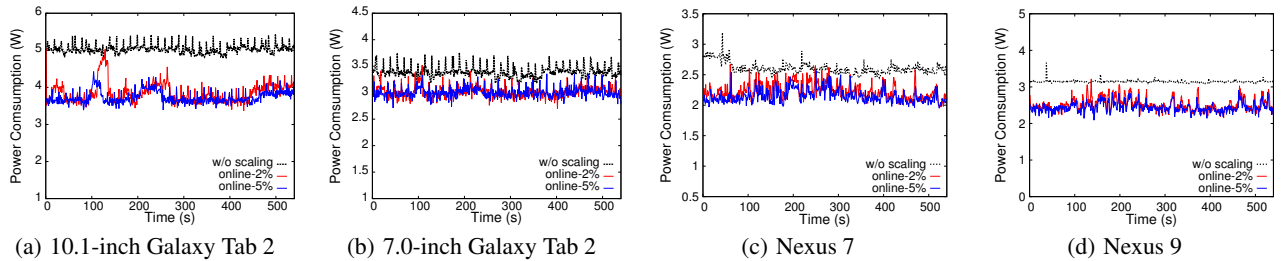 Power Comsumption (W)
6
5
4
3
2
1
w/o scaling
online-2%
online-5%
0 100 200 300 400 500
Time (s)
(a) 10.1-inch Galaxy Tab 2
Power Comsumption (W)
4.5
4
3.5
3
2.5
2
1.5
1
w/o scaling
online-2%
online-5%
0 100 200 300 400 500
Time (s)
(b) 7.0-inch Galaxy Tab 2
Power Comsumption (W)
3.5
3
2.5
2
1.5
1
0.5
w/o scaling
online-2%
online-5%
0 100 200 300 400 500
Time (s)
(c) Nexus 7
Power Comsumption (W)
5
4
3
2
1
0
w/o scaling
online-2%
online-5%
0 100 200 300 400 500
Time (s)
(d) Nexus 9